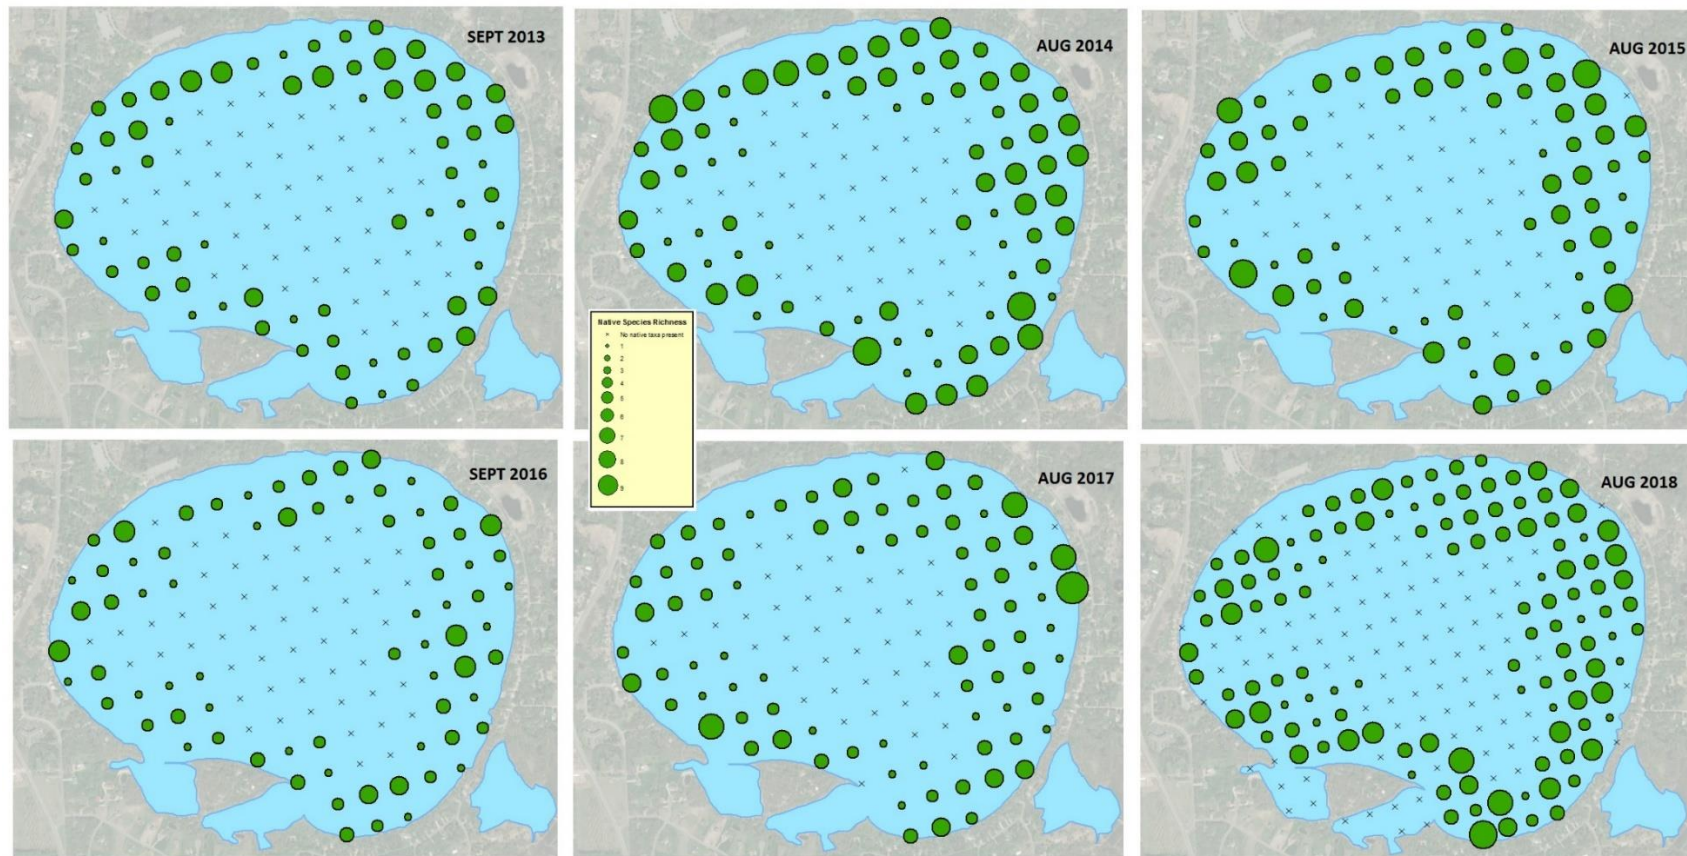 SEPT 2013
AUG 2014
AUG 2015
Native Species Richness
No native taxa present
1
2
3
4
5
6
7
8
9
SEPT 2016
AUG 2017
AUG 2018